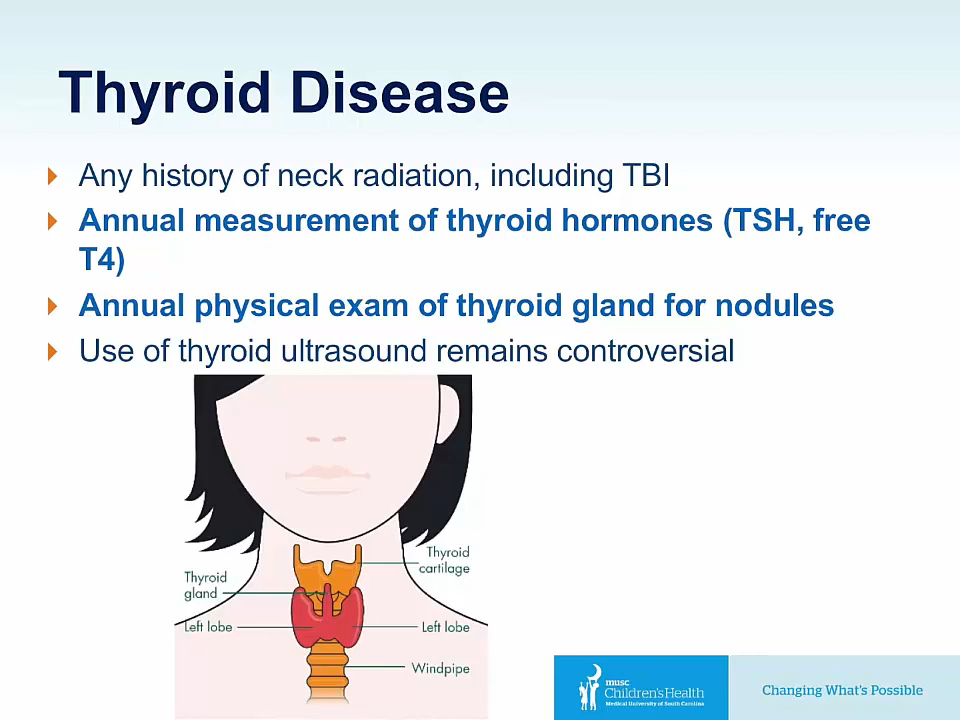 Thyroid Disease
Any history of neck radiation, including TBI
Annual measurement of thyroid hormones (TSH, free
T4)
Annual physical exam of thyroid gland for nodules
Use of thyroid ultrasound remains controversial
Thyroid
cartilage
Thyroid
gland
Left lobe
Left lobe
Windpipe
musc
Children's Health
Medical University of South Carolina
Changing What's Possible